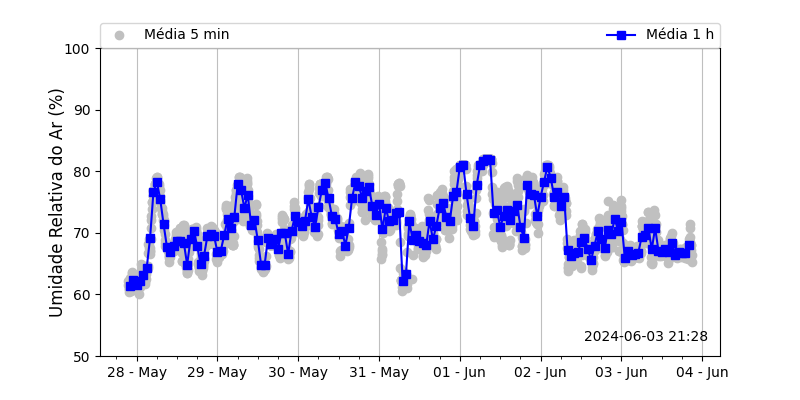 Média 5 min
Média 1 h
Umidade Relativa do Ar (%)
100
90
80
70
60
50
2024-06-03 21:28
28 - May
29 - May
30 - May
31 - May
01 - Jun
02 - Jun
03 - Jun
04 - Jun